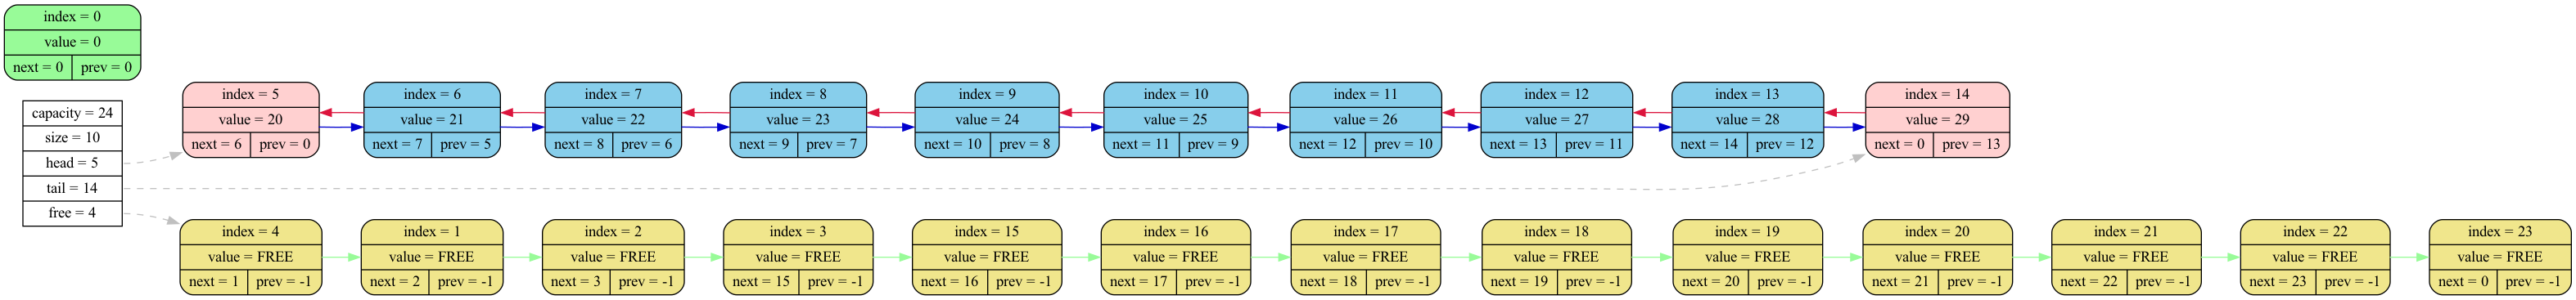 index = 0
value = 0
next = 0 prev = 0
capacity = 24
size = 10
head = 5
tail = 14
free = 4
index = 5
value = 20
next = 6 prev = 0
index = 6
value = 21
next = 7 prev = 5
index = 7
value = 22
next = 8 prev = 6
index = 8
value = 23
next = 9 prev = 7
index = 9
value = 24
next = 10 prev = 8
index = 10
value = 25
next = 11 prev = 9
index = 11
value = 26
next = 12 prev = 10
index = 12
value = 27
next = 13 prev = 11
index = 13
value = 28
next = 14 prev = 12
index = 14
value = 29
next = 0 prev = 13
index = 4
value = FREE
next = 1 prev = -1
index = 1
value = FREE
next = 2 prev = -1
index = 2
value = FREE
next = 3 prev = -1
index = 3
value = FREE
next = 15 prev = -1
index = 15
value = FREE
next = 16 prev = -1
index = 16
value = FREE
next = 17 prev = -1
index = 17
value = FREE
next = 18 prev = -1
index = 18
value = FREE
next = 19 prev = -1
index = 19
value = FREE
next = 20 prev = -1
index = 20
value = FREE
next = 21 prev = -1
index = 21
value = FREE
next = 22 prev = -1
index = 22
value = FREE
next = 23 prev = -1
index = 23
value = FREE
next = 0 prev = -1